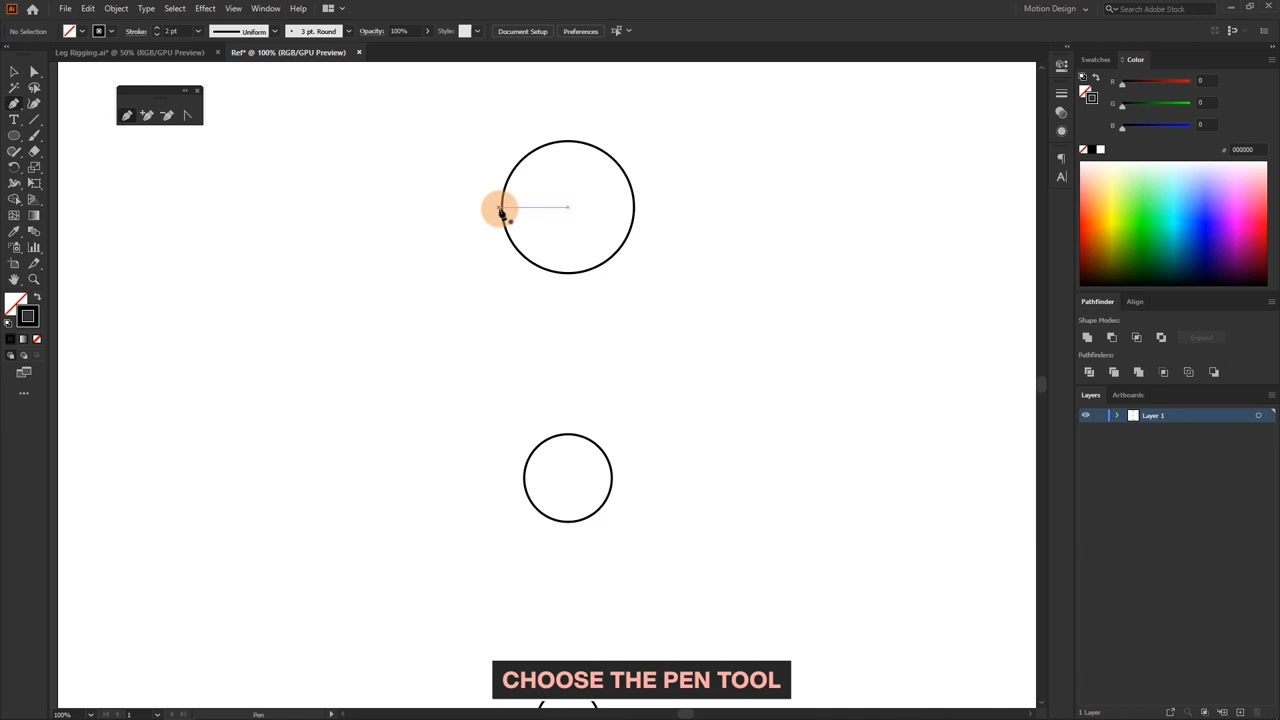 Ai File Edit Object Type Select Effect View Window Help Motion Design Search Adobe Stock
No Selection Stroke: 2 pt Uniform 3 pt. Round Opacity: 100% Style: Document Setup Preferences
Leg Rigging.ai* @ 50% (RGB/GPU Preview) × Ref* @ 100% (RGB/GPU Preview) ×
Swatches Color
R 0
G 0
B 0
# 000000
Pathfinder Align
Shape Modes:
Expand
Pathfinders:
Layers Artboards
Layer 1
CHOOSE THE PEN TOOL
100% 1 Pen 1 Layer